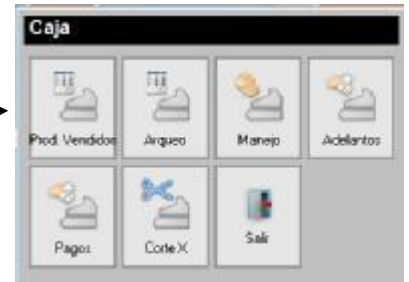 Caja
Prod. Vendidos
Arqueo
Manejo
Adelantos
Pagos
Corte X
Salir